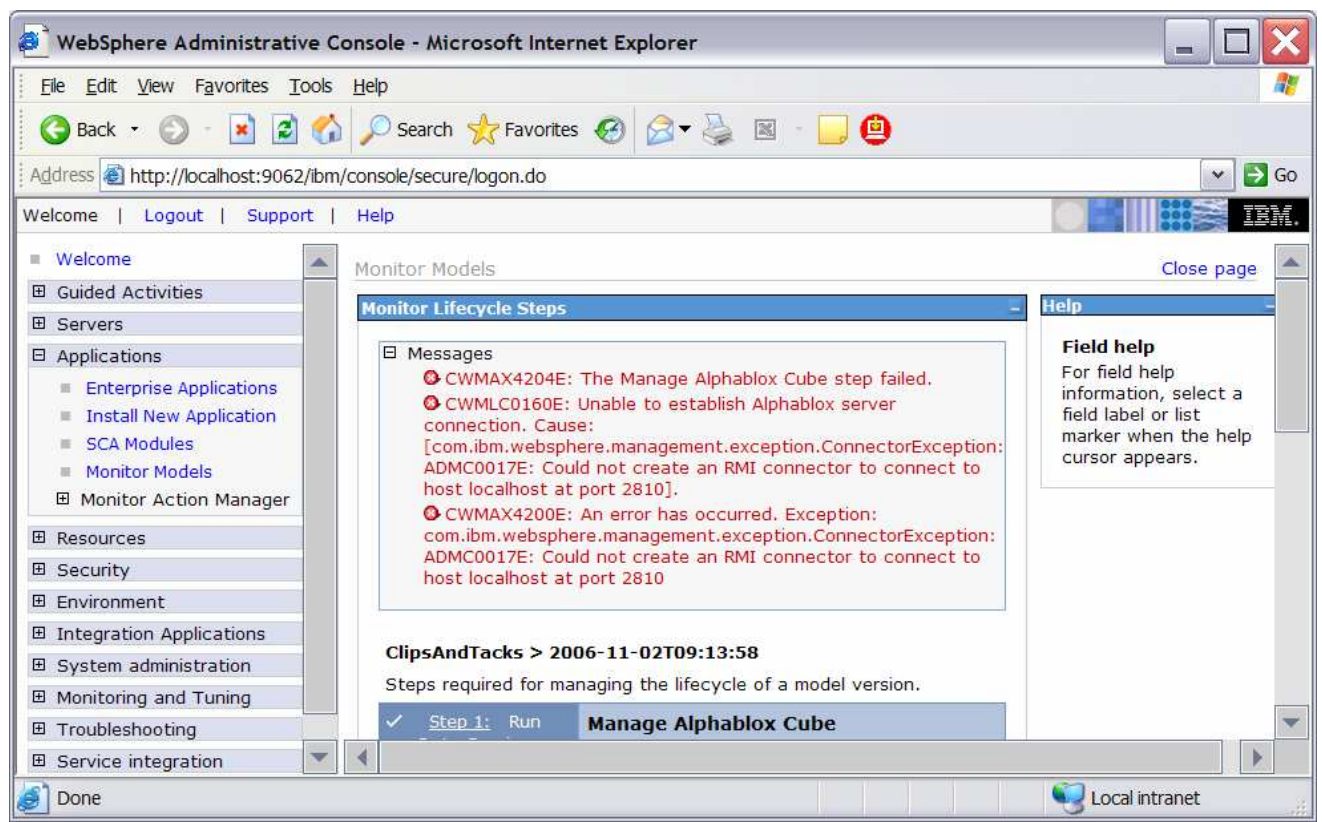 WebSphere Administrative Console - Microsoft Internet Explorer
File Edit View Favorites Tools Help
Back Search Favorites
Address http://localhost:9062/ibm/console/secure/logon.do Go
Welcome | Logout | Support | Help IBM.
Welcome
Guided Activities
Servers
Applications
Enterprise Applications
Install New Application
SCA Modules
Monitor Models
Monitor Action Manager
Resources
Security
Environment
Integration Applications
System administration
Monitoring and Tuning
Troubleshooting
Service integration
Monitor Models Close page
Monitor Lifecycle Steps
Messages
CWMAX4204E: The Manage Alphablox Cube step failed.
CWMLC0160E: Unable to establish Alphablox server
connection. Cause:
[com.ibm.websphere.management.exception.ConnectorException:
ADMC0017E: Could not create an RMI connector to connect to
host localhost at port 2810].
CWMAX4200E: An error has occurred. Exception:
com.ibm.websphere.management.exception.ConnectorException:
ADMC0017E: Could not create an RMI connector to connect to
host localhost at port 2810
ClipsAndTacks > 2006-11-02T09:13:58
Steps required for managing the lifecycle of a model version.
Step 1: Run
Manage Alphablox Cube
Help
Field help
For field help
information, select a
field label or list
marker when the help
cursor appears.
Done
Local intranet